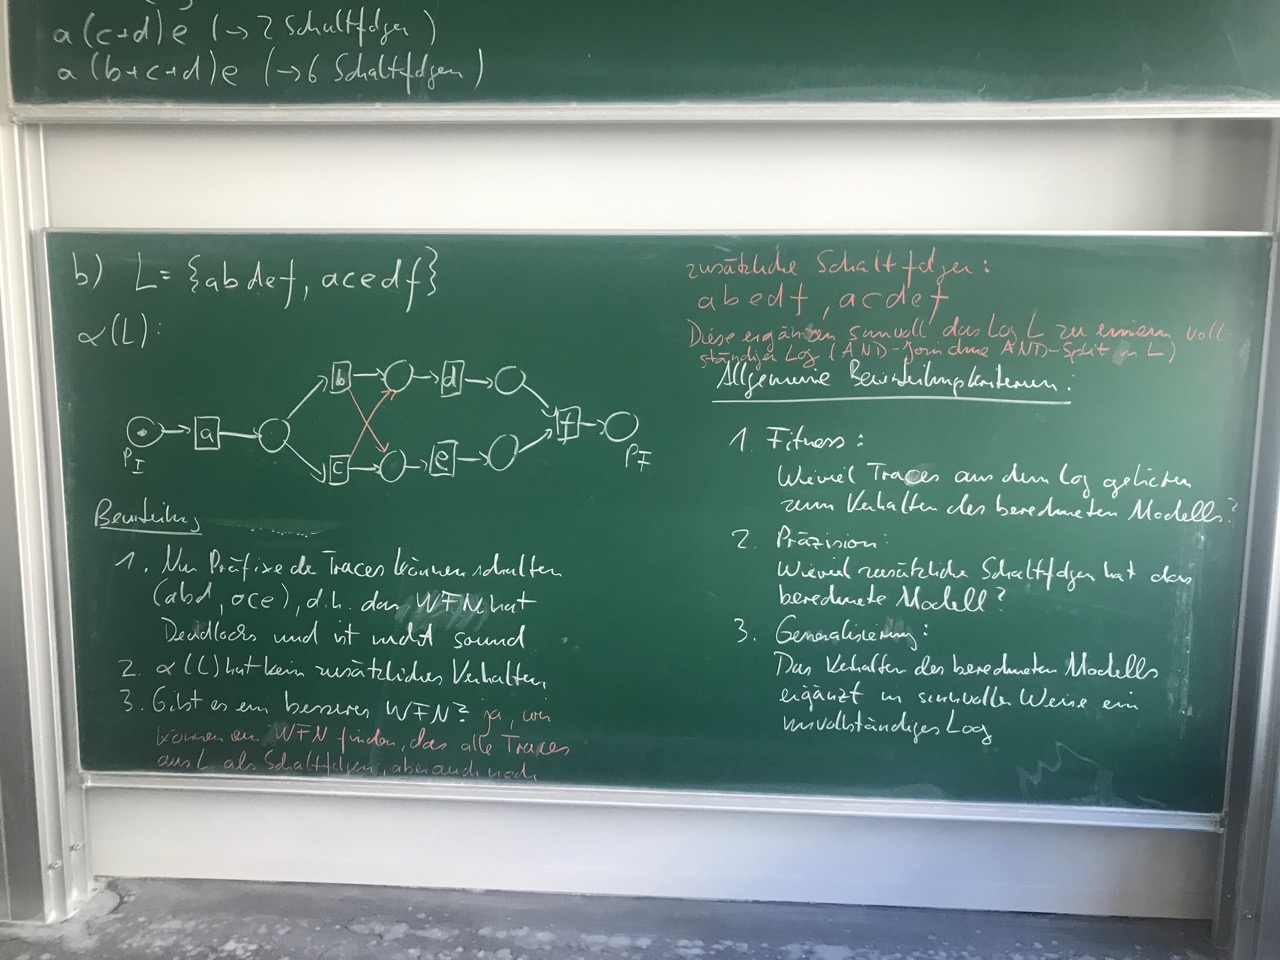 a(c+d)e (→ 2 Schaltfolgen)
a(b+c+d)e (→ 6 Schaltfolgen)
b) L = {abdef, acedf}
α(L):
a
b
c
d
e
f
PI
PF
Beurteilung
1. Nur Präfixe der Traces können schalten
(abd, ace), d.h. das WFN hat
Deadlocks und ist nicht sound
2. α(L) hat kein zusätzliches Verhalten
3. Gibt es ein besseres WFN? ja, wir
können ein WFN finden, das alle Traces
aus L als Schaltfolgen, aber auch noch
zusätzliche Schaltfolgen:
abedf, acdef
Diese ergänzen sinnvoll das Log L zu einem voll-
ständigen Log (AND-Join ohne AND-Split in L)
Allgemeine Beurteilungskriterien:
1. Fitness:
Wieviel Traces aus dem Log gehören
zum Verhalten des berechneten Modells?
2. Präzision:
Wieviel zusätzliche Schaltfolgen hat das
berechnete Modell?
3. Generalisierung:
Das Verhalten des berechneten Modells
ergänzt in sinnvoller Weise ein
unvollständiges Log